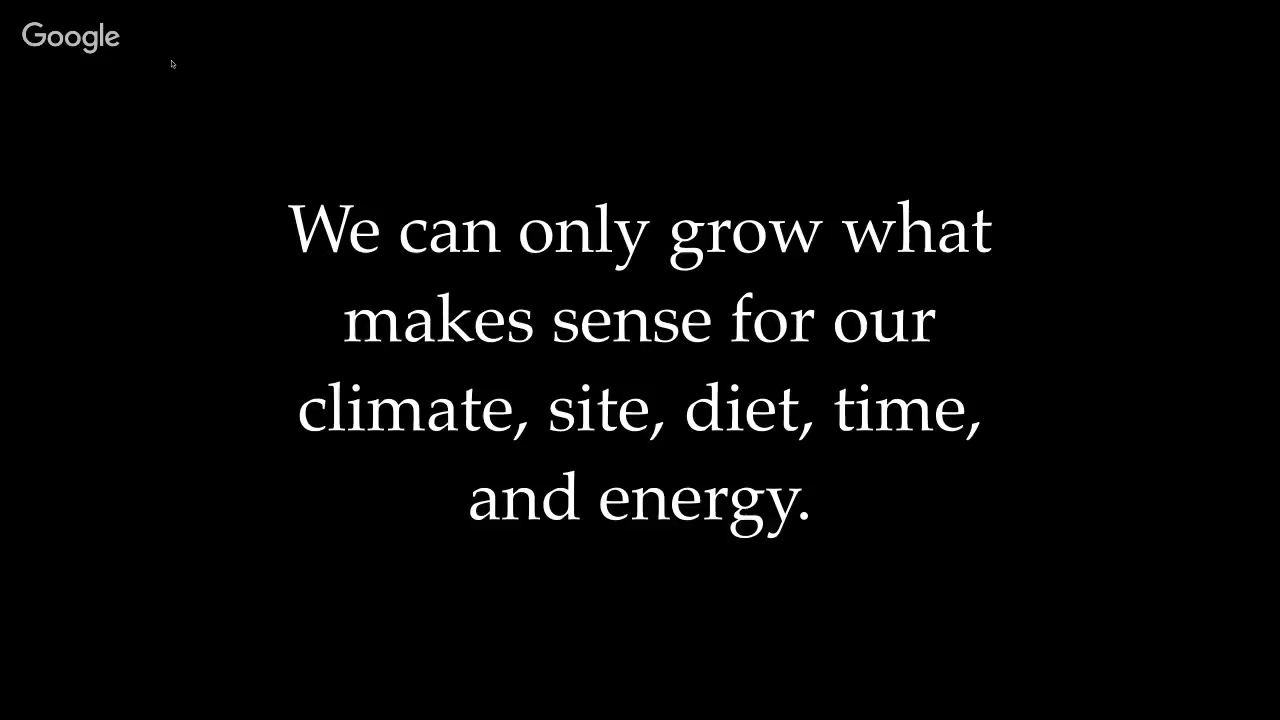 Google
We can only grow what
makes sense for our
climate, site, diet, time,
and energy.